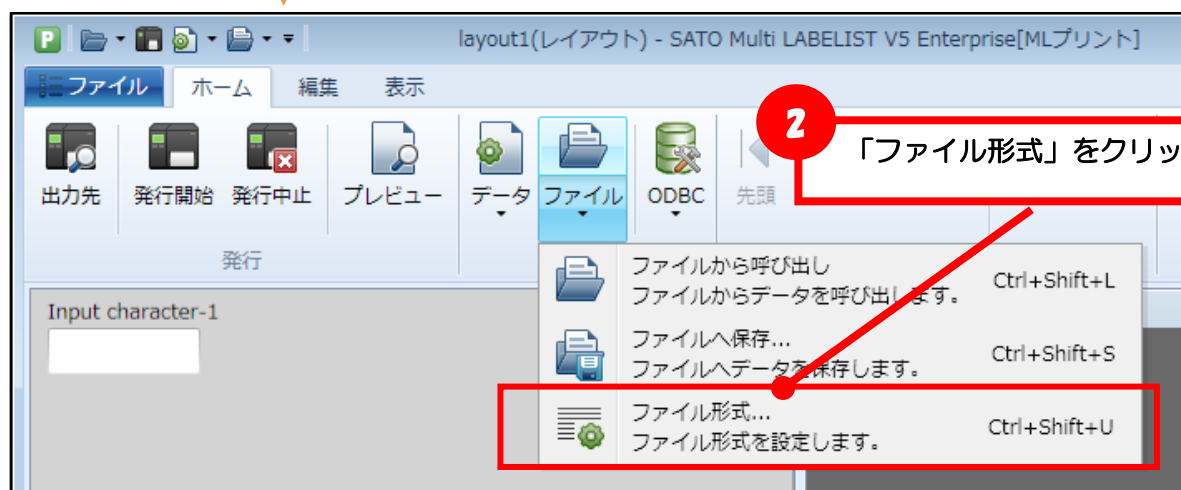 layout1(レイアウト) - SATO Multi LABELIST V5 Enterprise[MLプリント]
ファイル ホーム 編集 表示
2
「ファイル形式」をクリッ
出力先 発行開始 発行中止 プレビュー データ ファイル ODBC 先頭
発行
Input character-1
ファイルから呼び出し
ファイルからデータを呼び出します。 Ctrl+Shift+L
ファイルへ保存...
ファイルへデータを保存します。 Ctrl+Shift+S
ファイル形式...
ファイル形式を設定します。 Ctrl+Shift+U